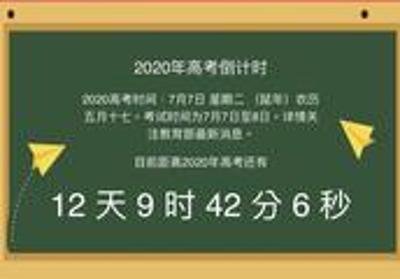 2020年高考倒计时
2020高考时间：7月7日 星期二 （鼠年）农历
五月十七。考试时间为7月7日至8日。详情关
注教育部最新消息。
目前距离2020年高考还有
12 天 9 时 42 分 6 秒